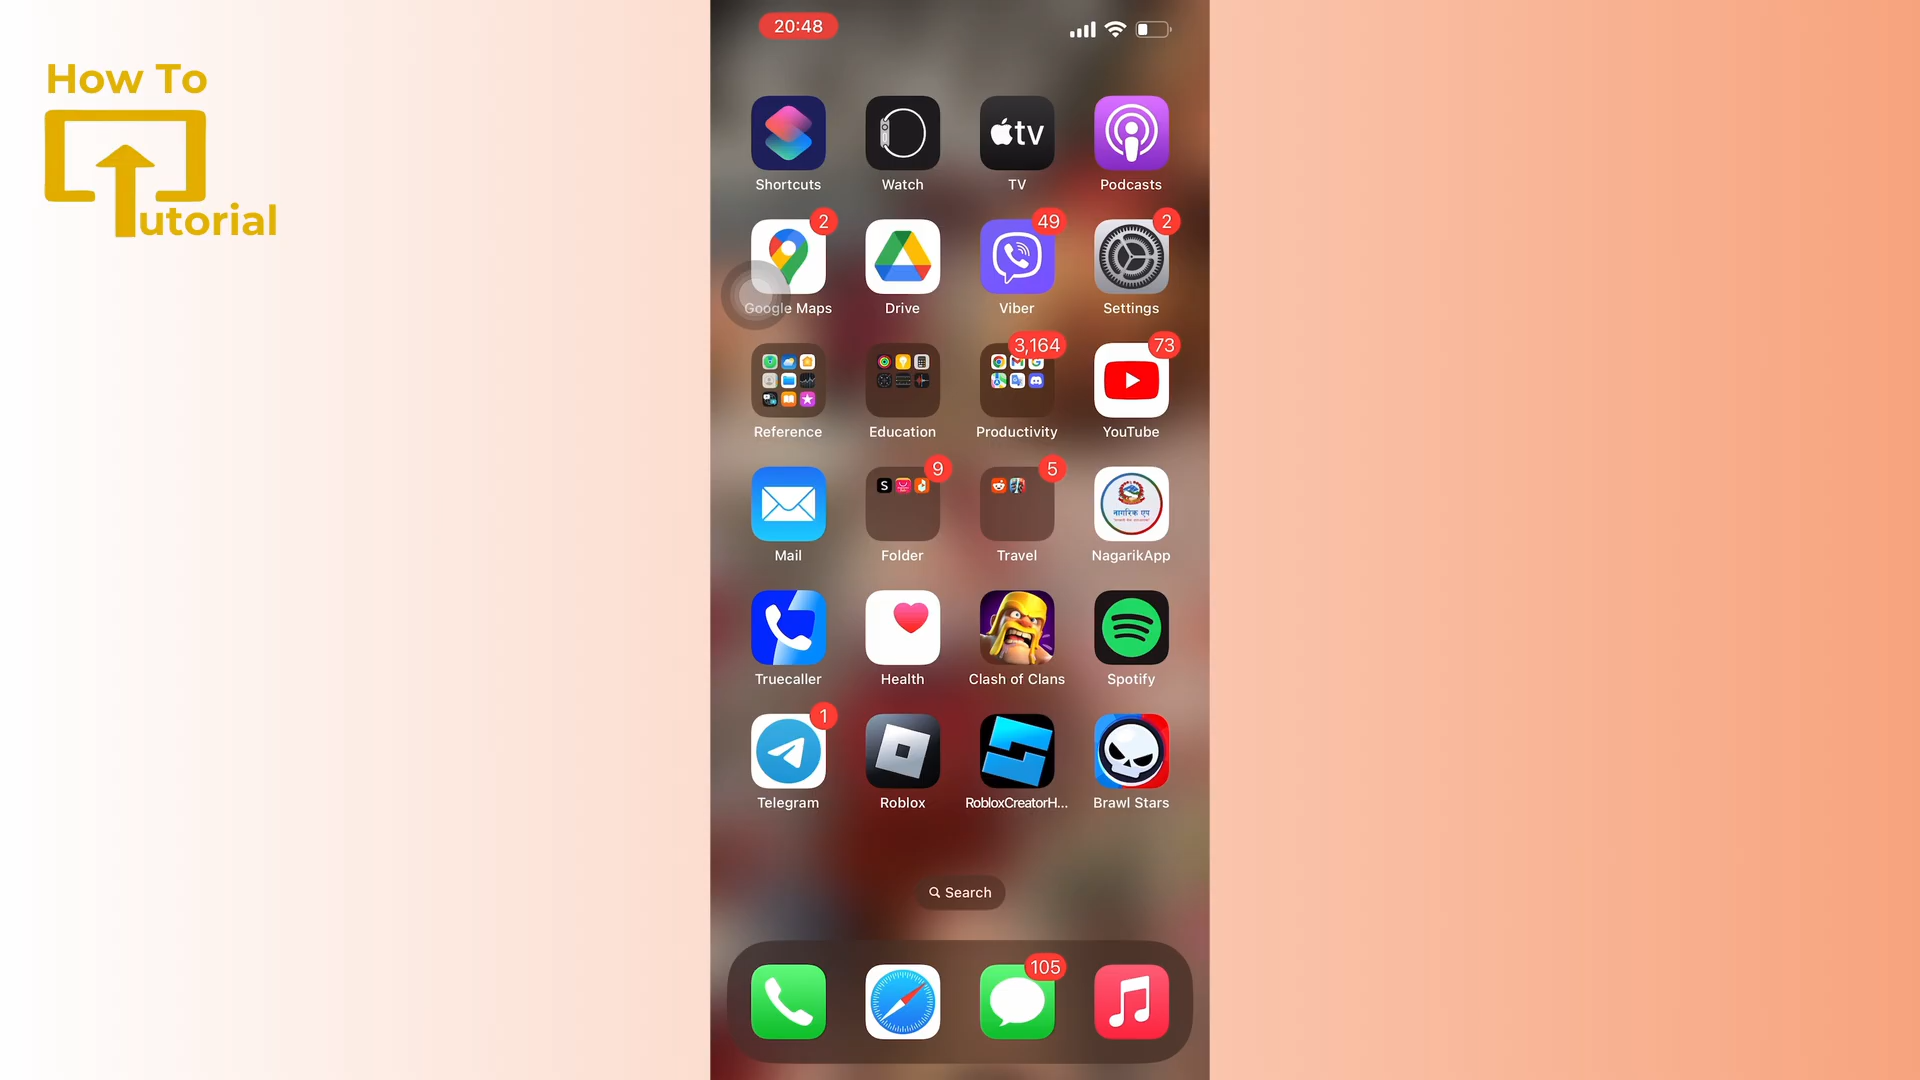 How To
utorial
20:48
tv
Shortcuts
Watch
TV
Podcasts
2
49
2
Google Maps
Drive
Viber
Settings
3,164
73
Reference
Education
Productivity
YouTube
9
5
S
नागरिक एप
Mail
Folder
Travel
NagarikApp
Truecaller
Health
Clash of Clans
Spotify
1
Telegram
Roblox
RobloxCreatorH...
Brawl Stars
Search
105